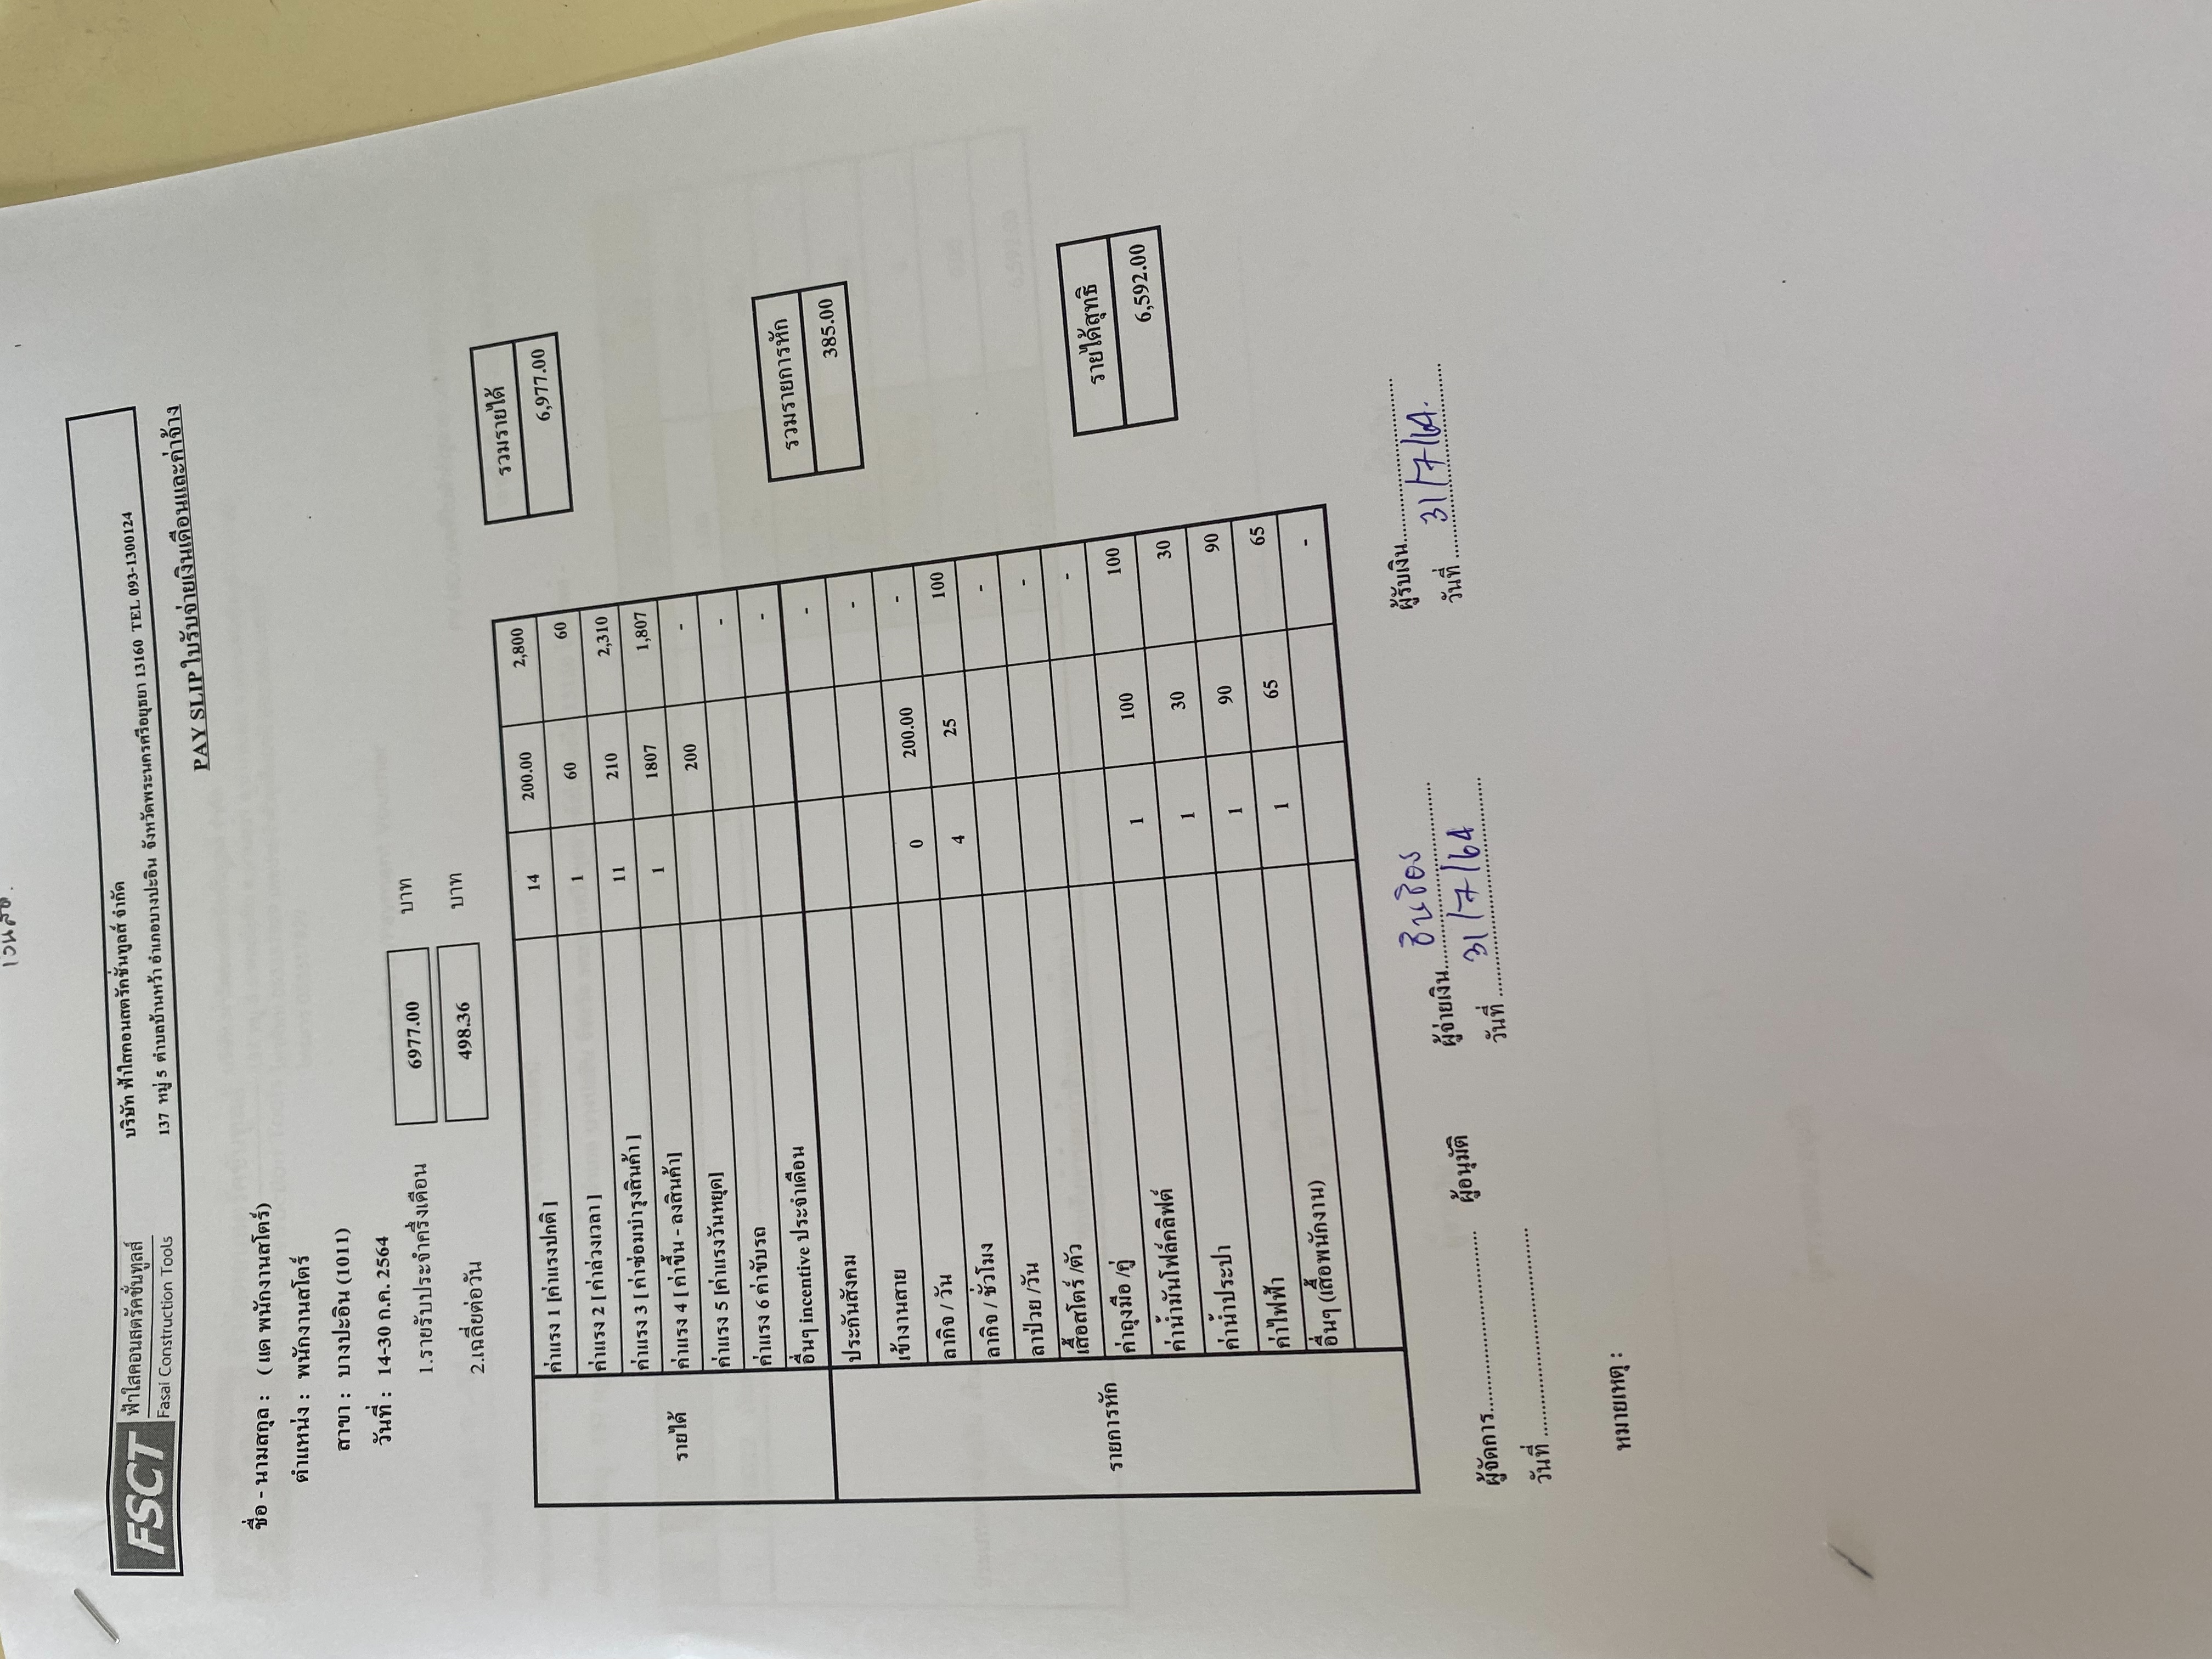 เงินสด.
FSCT ฟ้าใสคอนสตรัคชั่นทูลส์
Fasai Construction Tools
บริษัท ฟ้าใสคอนสตรัคชั่นทูลส์ จำกัด
137 หมู่ 5 ตำบลบ้านหว้า อำเภอบางปะอิน จังหวัดพระนครศรีอยุธยา 13160 TEL 093-1300124
PAY SLIP ใบรับจ่ายเงินเดือนและค่าจ้าง
ชื่อ - นามสกุล : ( แด พนักงานสโตร์)
ตำแหน่ง : พนักงานสโตร์
สาขา : บางปะอิน (1011)
วันที่ : 14-30 ก.ค. 2564
1.รายรับประจำครึ่งเดือน 6977.00 บาท
2.เฉลี่ยต่อวัน 498.36 บาท
รายได้
ค่าแรง 1 [ค่าแรงปกติ ] 14 200.00 2,800
ค่าแรง 2 [ ค่าล่วงเวลา ] 1 60 60
ค่าแรง 3 [ ค่าซ่อมบำรุงสินค้า ] 11 210 2,310
ค่าแรง 4 [ ค่าขึ้น - ลงสินค้า] 1 1807 1,807
ค่าแรง 5 [ค่าแรงวันหยุด] 200 -
ค่าแรง 6 ค่าขับรถ -
อื่นๆ incentive ประจำเดือน -
รวมรายได้
6,977.00
รายการหัก
ประกันสังคม -
เข้างานสาย -
ลากิจ / วัน 0 200.00 -
ลากิจ / ชั่วโมง 4 25 100
ลาป่วย /วัน -
เสื้อสโตร์ /ตัว -
ค่าถุงมือ /คู่ -
ค่าน้ำมันโฟล์คลิฟต์ 1 100 100
ค่าน้ำประปา 1 30 30
ค่าไฟฟ้า 1 90 90
อื่นๆ (เสื้อพนักงาน) 1 65 65
-
รวมรายการหัก
385.00
รายได้สุทธิ
6,592.00
ผู้จัดการ.................................. ผู้อนุมัติ
วันที่ .......................................
ผู้จ่ายเงิน...................................
วันที่ 31/7/64
ผู้รับเงิน..............................
วันที่ 31/7/64.
หมายเหตุ :